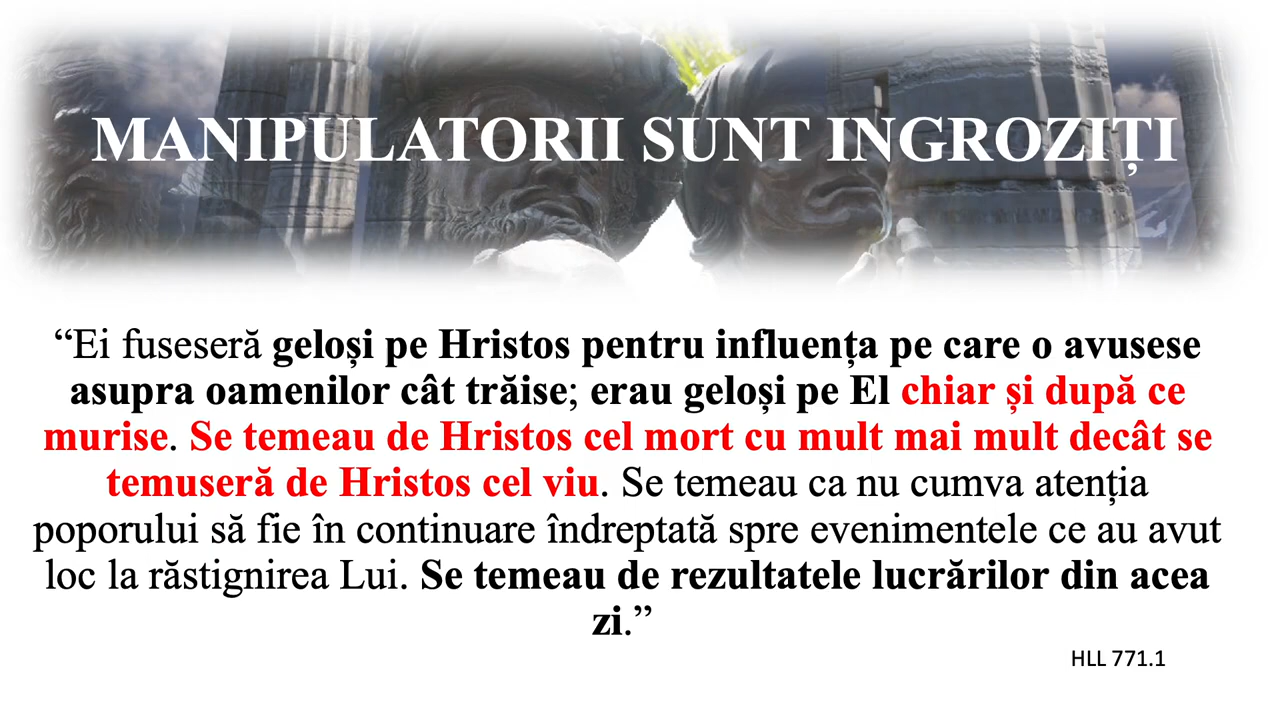 MANIPULATORII SUNT INGROZIȚI
“Ei fuseseră geloși pe Hristos pentru influența pe care o avusese
asupra oamenilor cât trăise; erau geloși pe El chiar și după ce
murise. Se temeau de Hristos cel mort cu mult mai mult decât se
temuseră de Hristos cel viu. Se temeau ca nu cumva atenția
poporului să fie în continuare îndreptată spre evenimentele ce au avut
loc la răstignirea Lui. Se temeau de rezultatele lucrărilor din acea
zi.”
HLL 771.1